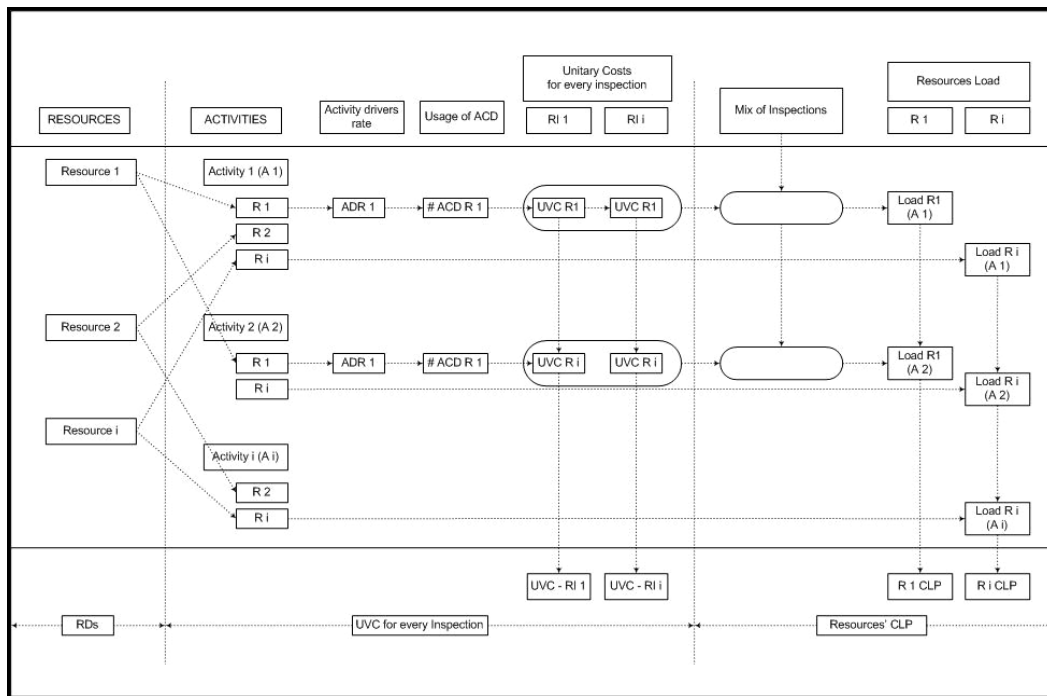 Unitary Costs
for every inspection
Resources Load
RESOURCES
ACTIVITIES
Activity drivers
rate
Usage of ACD
RI 1
RI i
Mix of Inspections
R 1
R i
Resource 1
Activity 1 (A 1)
R 1
ADR 1
# ACD R 1
UVC R1
UVC R1
Load R1
(A 1)
R 2
R i
Load R i
(A 1)
Resource 2
Activity 2 (A 2)
R 1
ADR 1
# ACD R 1
UVC R i
UVC R i
Load R1
(A 2)
R i
Load R i
(A 2)
Resource i
Activity i (A i)
R 2
R i
Load R i
(A i)
UVC - RI 1
UVC - RI i
R 1 CLP
R i CLP
RDs
UVC for every Inspection
Resources' CLP